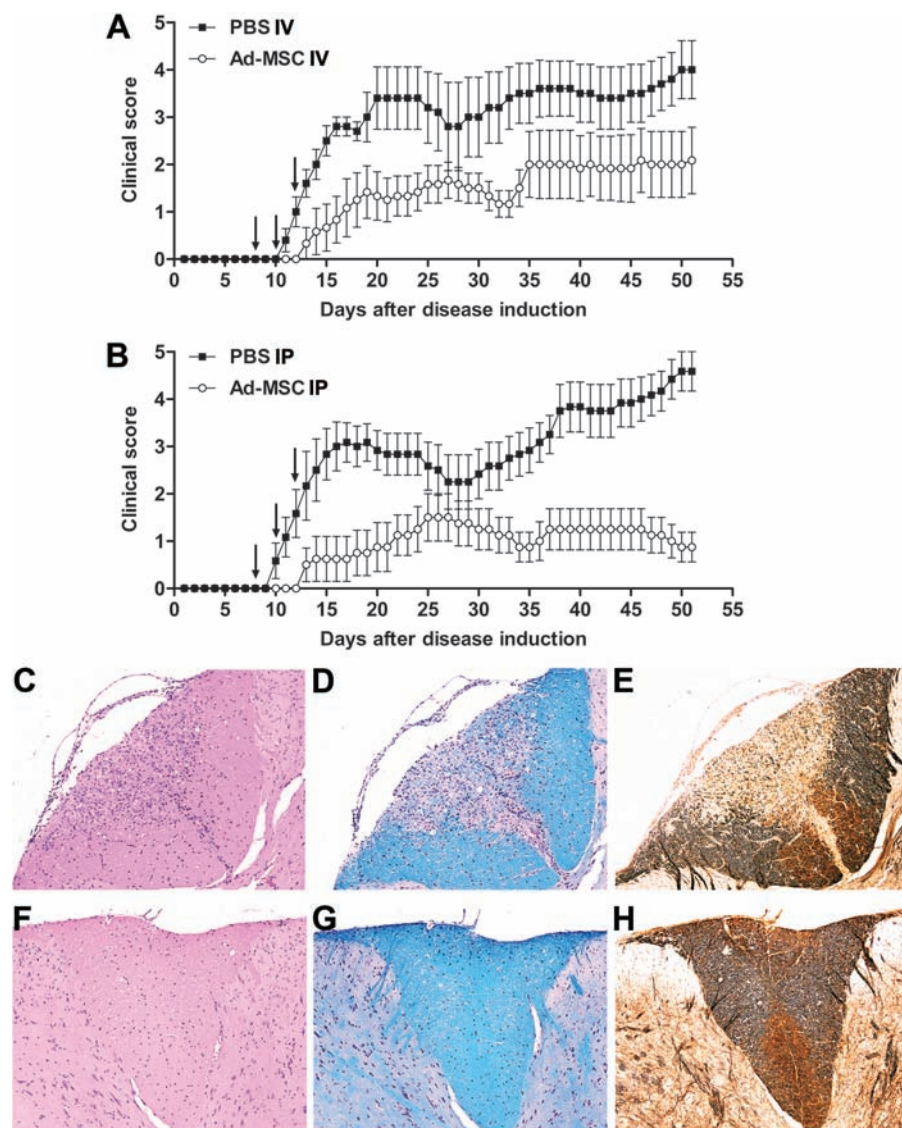 A
PBS IV
Ad-MSC IV
Clinical score
5
4
3
2
1
0
0 5 10 15 20 25 30 35 40 45 50 55
Days after disease induction
B
PBS IP
Ad-MSC IP
Clinical score
5
4
3
2
1
0
0 5 10 15 20 25 30 35 40 45 50 55
Days after disease induction
C D E
F G H